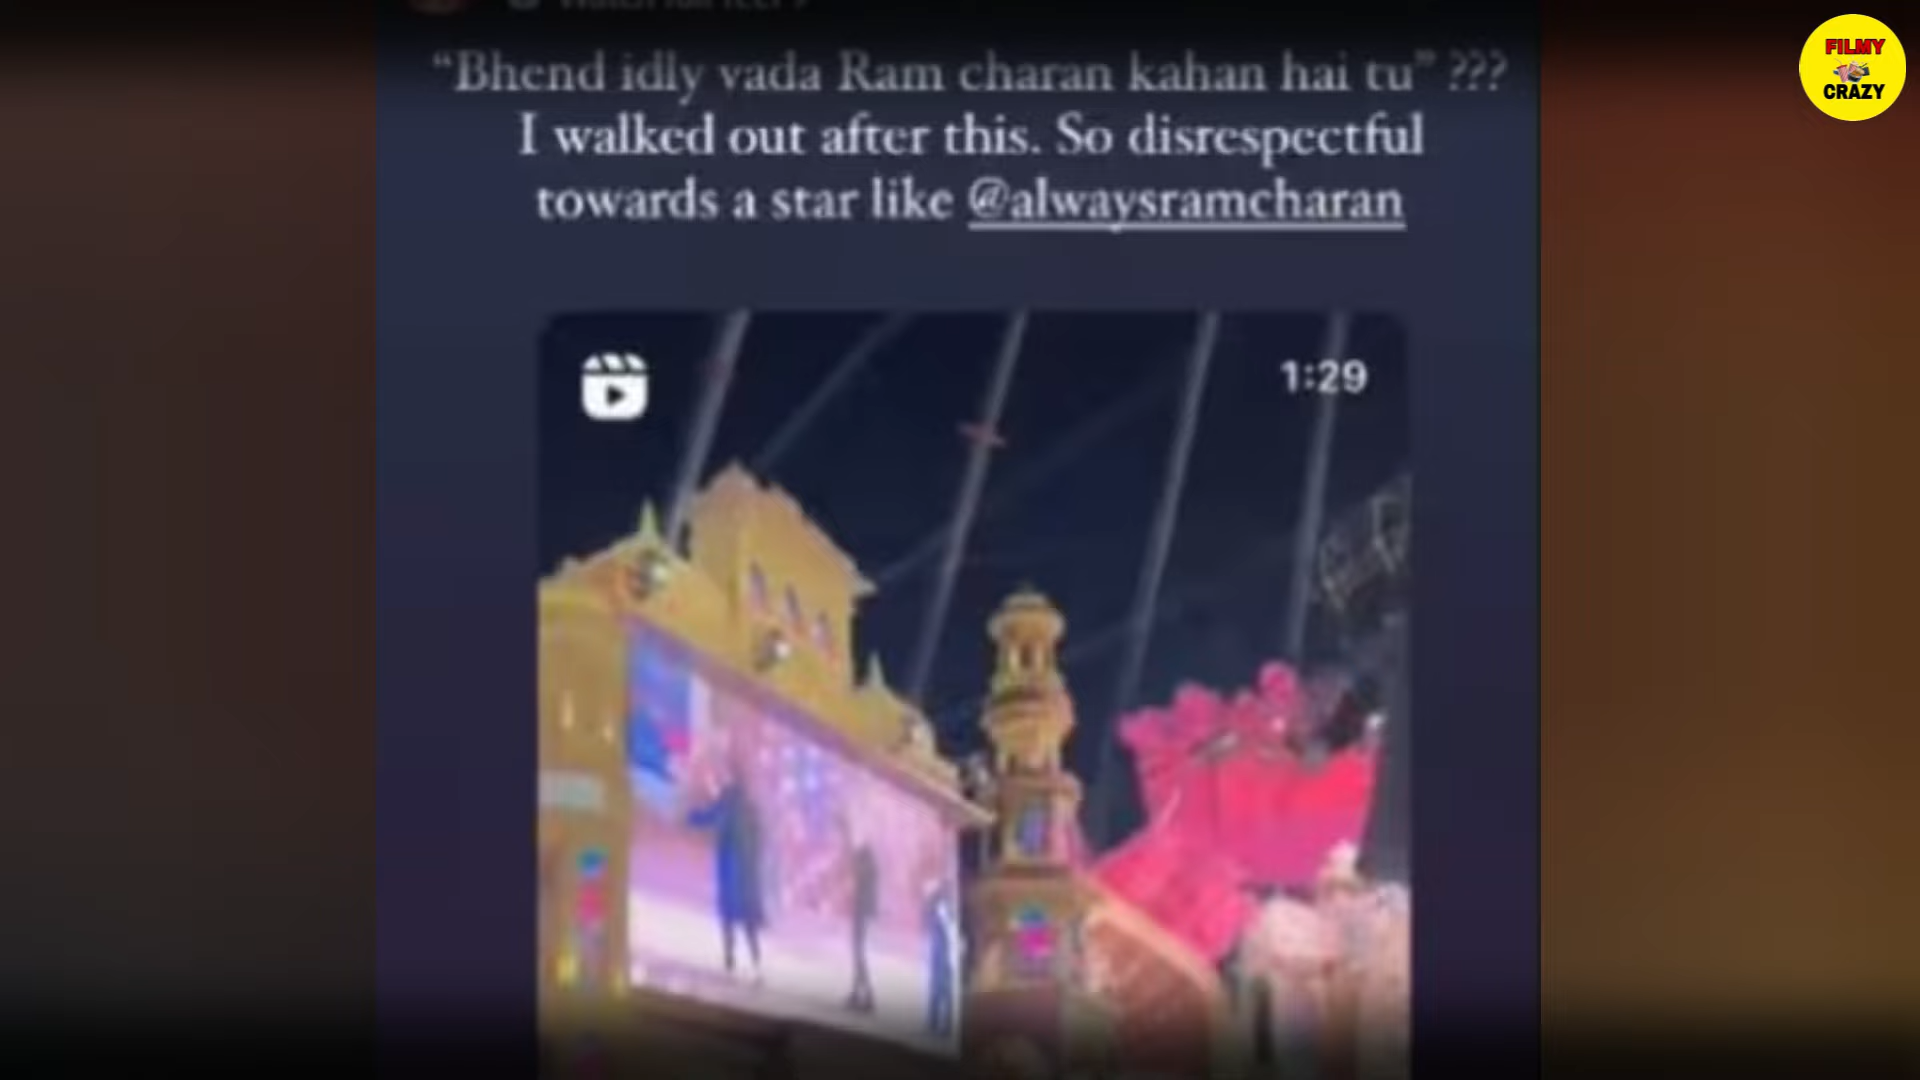 "Bhend idly vada Ram charan kahan hai tu" ???
I walked out after this. So disrespectful
towards a star like @alwaysramcharan
1:29
FILMY
CRAZY